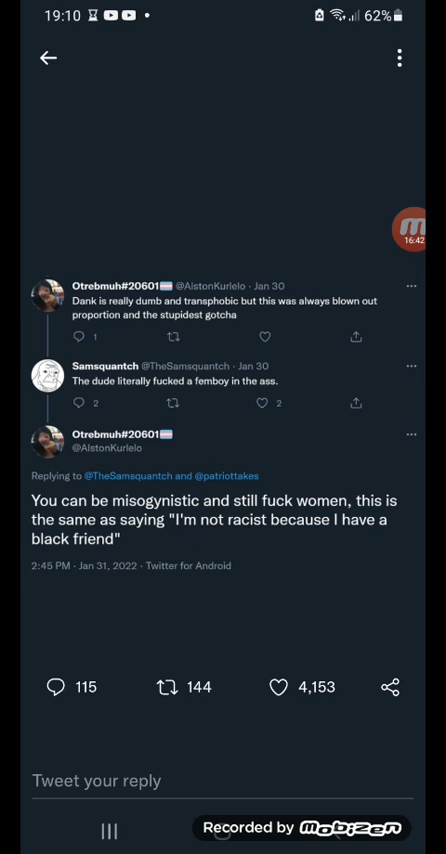 19:10
62%
16:42
Otrebmuh#20601 @AlstonKurlelo · Jan 30
Dank is really dumb and transphobic but this was always blown out
proportion and the stupidest gotcha
1
Samsquantch @TheSamsquantch · Jan 30
The dude literally fucked a femboy in the ass.
2 2
Otrebmuh#20601
@AlstonKurlelo
Replying to @TheSamsquantch and @patriottakes
You can be misogynistic and still fuck women, this is
the same as saying "I'm not racist because I have a
black friend"
2:45 PM · Jan 31, 2022 · Twitter for Android
115 144 4,153
Tweet your reply
Recorded by mobizen